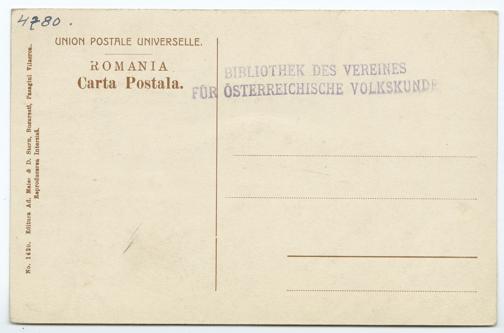 4780.
UNION POSTALE UNIVERSELLE.
ROMANIA
Carta Postala.
BIBLIOTHEK DES VEREINES
FÜR ÖSTERREICHISCHE VOLKSKUNDE
No. 1420. Editura Ad. Maier & D. Stern, Bucuresti, Pasagiul Vilacros.
Reproducerea Interzisă.